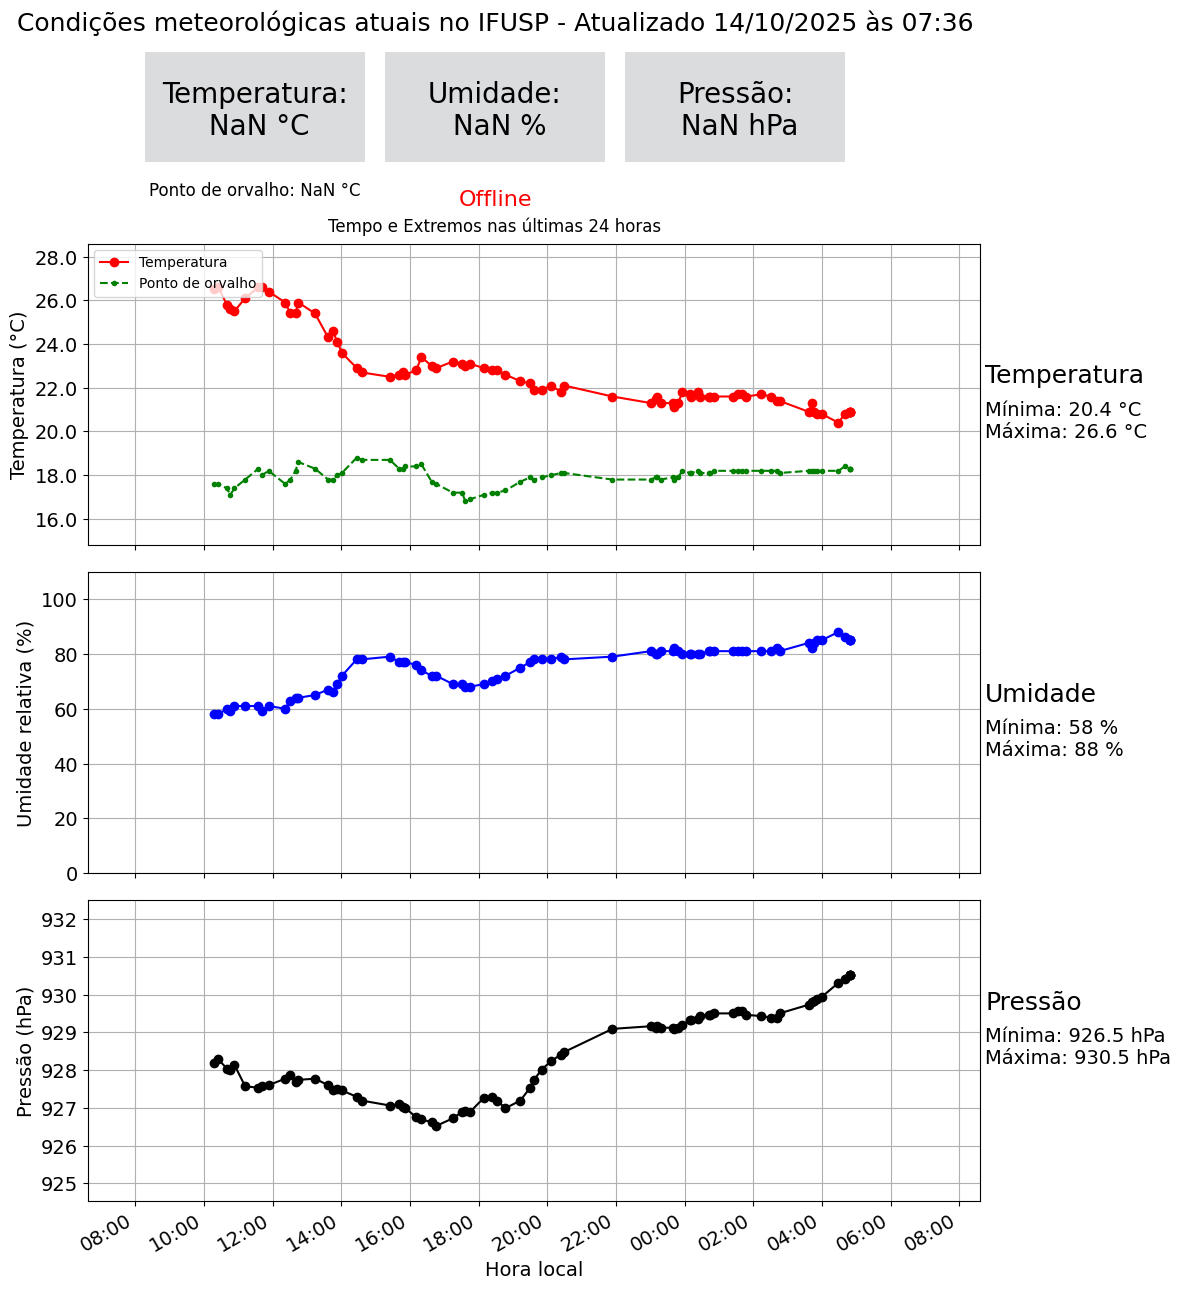 Condições meteorológicas atuais no IFUSP - Atualizado 14/10/2025 às 07:36
Temperatura:
NaN °C
Umidade:
NaN %
Pressão:
NaN hPa
Ponto de orvalho: NaN °C
Offline
Tempo e Extremos nas últimas 24 horas
Temperatura
Ponto de orvalho
Temperatura (°C)
28.0
26.0
24.0
22.0
20.0
18.0
16.0
Temperatura
Mínima: 20.4 °C
Máxima: 26.6 °C
Umidade relativa (%)
100
80
60
40
20
0
Umidade
Mínima: 58 %
Máxima: 88 %
Pressão (hPa)
932
931
930
929
928
927
926
925
Pressão
Mínima: 926.5 hPa
Máxima: 930.5 hPa
08:00
10:00
12:00
14:00
16:00
18:00
20:00
22:00
00:00
02:00
04:00
06:00
08:00
Hora local